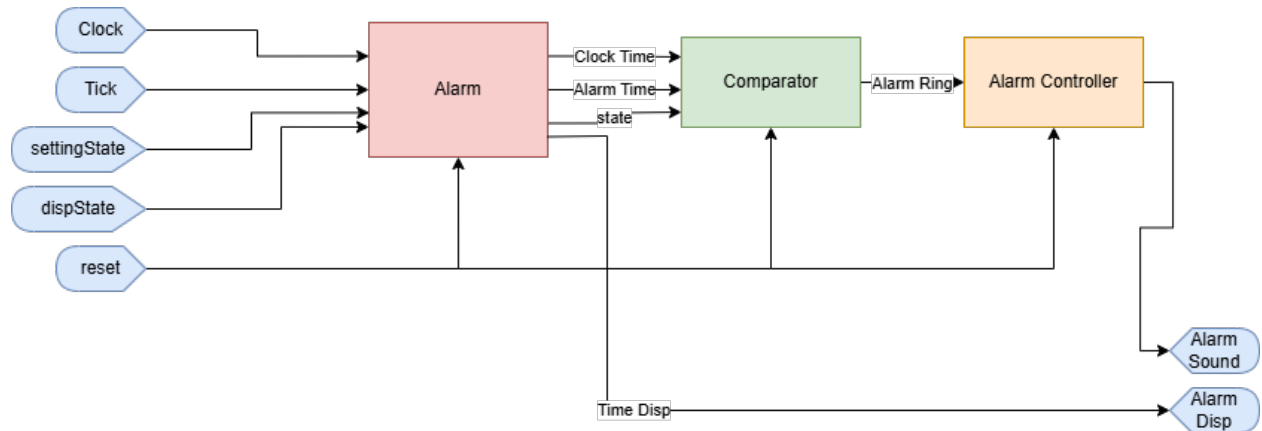 Clock
Tick
settingState
dispState
reset
Alarm
Clock Time
Alarm Time
state
Comparator
Alarm Ring
Alarm Controller
Alarm
Sound
Time Disp
Alarm
Disp